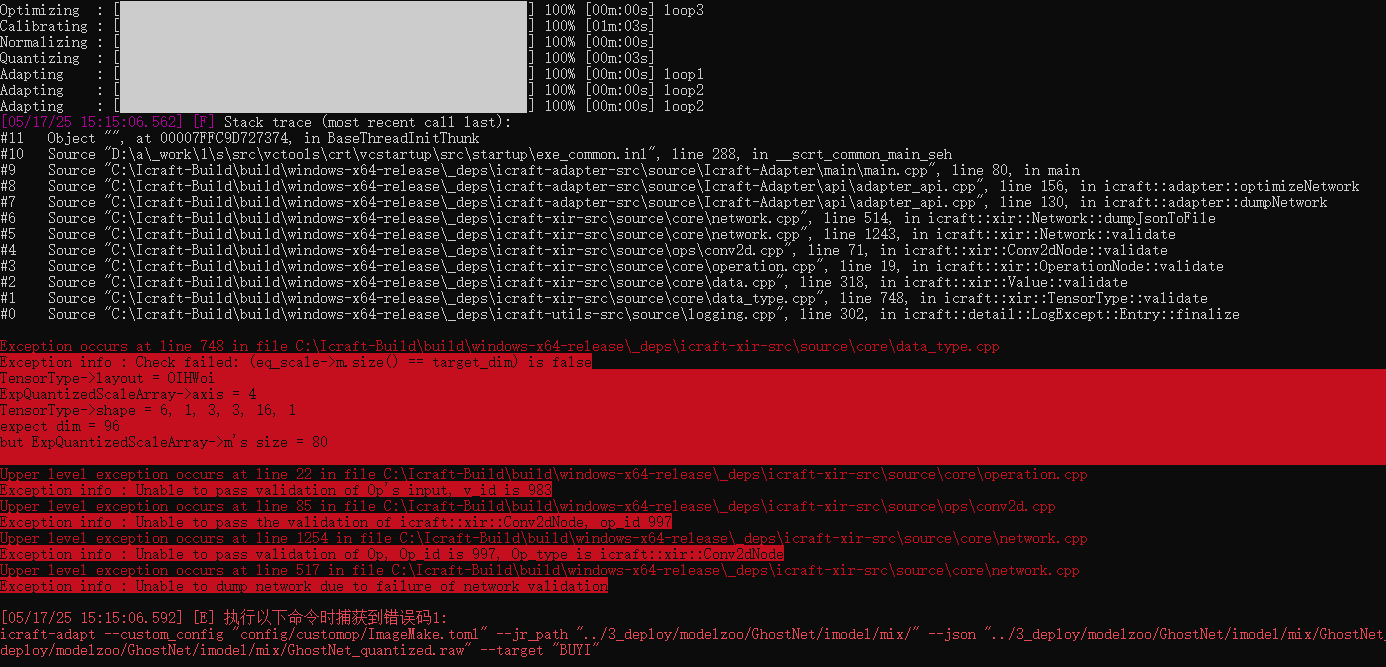 Optimizing  : [ ] 100% [00m:00s] loop3
Calibrating : [ ] 100% [01m:03s]
Normalizing : [ ] 100% [00m:00s]
Quantizing  : [ ] 100% [00m:03s]
Adapting    : [ ] 100% [00m:00s] loop1
Adapting    : [ ] 100% [00m:00s] loop2
Adapting    : [ ] 100% [00m:00s] loop2
[05/17/25 15:15:06.562] [F] Stack trace (most recent call last):
#11   Object "", at 00007FFC9D727374, in BaseThreadInitThunk
#10   Source "D:\a\_work\1\s\src\vctools\crt\vcstartup\src\startup\exe_common.inl", line 288, in __scrt_common_main_seh
#9    Source "C:\Icraft-Build\build\windows-x64-release\_deps\icraft-adapter-src\source\Icraft-Adapter\main\main.cpp", line 80, in main
#8    Source "C:\Icraft-Build\build\windows-x64-release\_deps\icraft-adapter-src\source\Icraft-Adapter\api\adapter_api.cpp", line 156, in icraft::adapter::optimizeNetwork
#7    Source "C:\Icraft-Build\build\windows-x64-release\_deps\icraft-adapter-src\source\Icraft-Adapter\api\adapter_api.cpp", line 130, in icraft::adapter::dumpNetwork
#6    Source "C:\Icraft-Build\build\windows-x64-release\_deps\icraft-xir-src\source\core\network.cpp", line 514, in icraft::xir::Network::dumpJsonToFile
#5    Source "C:\Icraft-Build\build\windows-x64-release\_deps\icraft-xir-src\source\core\network.cpp", line 1243, in icraft::xir::Network::validate
#4    Source "C:\Icraft-Build\build\windows-x64-release\_deps\icraft-xir-src\source\ops\conv2d.cpp", line 71, in icraft::xir::Conv2dNode::validate
#3    Source "C:\Icraft-Build\build\windows-x64-release\_deps\icraft-xir-src\source\core\operation.cpp", line 19, in icraft::xir::OperationNode::validate
#2    Source "C:\Icraft-Build\build\windows-x64-release\_deps\icraft-xir-src\source\core\data.cpp", line 318, in icraft::xir::Value::validate
#1    Source "C:\Icraft-Build\build\windows-x64-release\_deps\icraft-xir-src\source\core\data_type.cpp", line 748, in icraft::xir::TensorType::validate
#0    Source "C:\Icraft-Build\build\windows-x64-release\_deps\icraft-utils-src\source\logging.cpp", line 302, in icraft::detail::LogExcept::Entry::finalize
Exception occurs at line 748 in file C:\Icraft-Build\build\windows-x64-release\_deps\icraft-xir-src\source\core\data_type.cpp
Exception info : Check failed: (eq_scale->m.size() == target_dim) is false
TensorType->layout = OIHWoi
ExpQuantizedScaleArray->axis = 4
TensorType->shape = 6, 1, 3, 3, 16, 1
expect dim = 96
but ExpQuantizedScaleArray->m's size = 80
Upper level exception occurs at line 22 in file C:\Icraft-Build\build\windows-x64-release\_deps\icraft-xir-src\source\core\operation.cpp
Exception info : Unable to pass validation of Op's input, v_id is 983
Upper level exception occurs at line 85 in file C:\Icraft-Build\build\windows-x64-release\_deps\icraft-xir-src\source\ops\conv2d.cpp
Exception info : Unable to pass the validation of icraft::xir::Conv2dNode, op_id 997
Upper level exception occurs at line 1254 in file C:\Icraft-Build\build\windows-x64-release\_deps\icraft-xir-src\source\core\network.cpp
Exception info : Unable to pass validation of Op, Op_id is 997, Op_type is icraft::xir::Conv2dNode
Upper level exception occurs at line 517 in file C:\Icraft-Build\build\windows-x64-release\_deps\icraft-xir-src\source\core\network.cpp
Exception info : Unable to dump network due to failure of network validation
[05/17/25 15:15:06.592] [E] 执行以下命令时捕获到错误码1:
icraft-adapt --custom_config "config/customop/ImageMake.toml" --jr_path "../3_deploy/modelzoo/GhostNet/imodel/mix/" --json "../3_deploy/modelzoo/GhostNet/imodel/mix/GhostNet_
deploy/modelzoo/GhostNet/imodel/mix/GhostNet_quantized.raw" --target "BUYI"